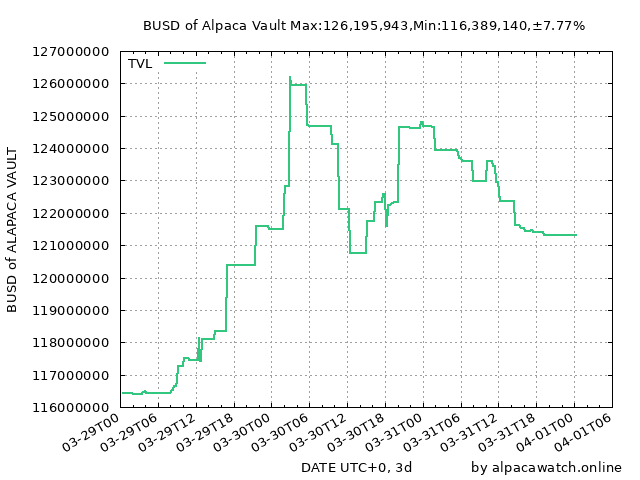 BUSD of Alpaca Vault Max:126,195,943,Min:116,389,140,±7.77%
TVL
127000000
126000000
125000000
124000000
123000000
122000000
121000000
120000000
119000000
118000000
117000000
116000000
BUSD of ALAPACA VAULT
03-29T00
03-29T06
03-29T12
03-29T18
03-30T00
03-30T06
03-30T12
03-30T18
03-31T00
03-31T06
03-31T12
03-31T18
04-01T00
04-01T06
DATE UTC+0, 3d
by alpacawatch.online